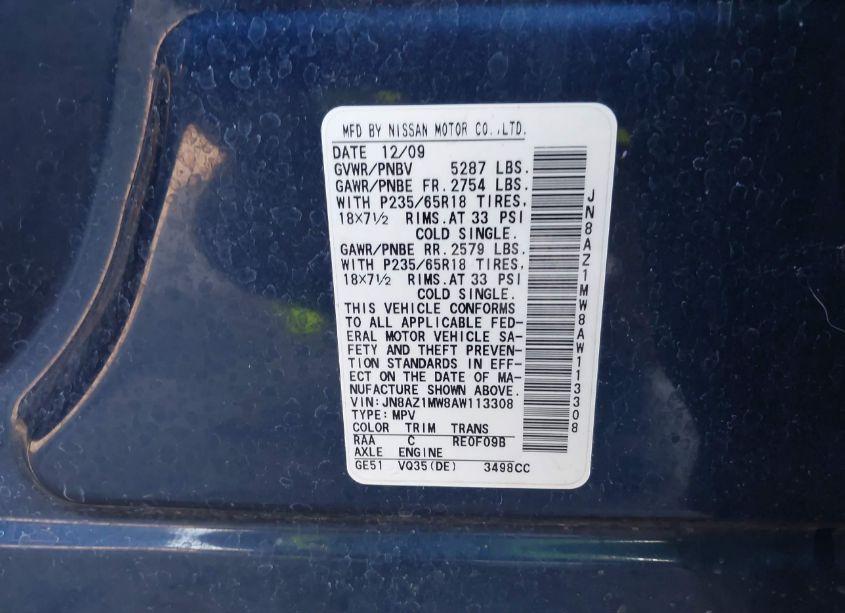 MFD BY NISSAN MOTOR CO.,LTD.
DATE 12/09
GVWR/PNBV 5287 LBS.
GAWR/PNBE FR. 2754 LBS.
WITH P235/65R18 TIRES,
18×7½ RIMS. AT 33 PSI
COLD SINGLE.
GAWR/PNBE RR. 2579 LBS.
WITH P235/65R18 TIRES,
18×7½ RIMS. AT 33 PSI
COLD SINGLE.
THIS VEHICLE CONFORMS
TO ALL APPLICABLE FED-
ERAL MOTOR VEHICLE SA-
FETY AND THEFT PREVEN-
TION STANDARDS IN EFF-
ECT ON THE DATE OF MA-
NUFACTURE SHOWN ABOVE.
VIN:JN8AZ1MW8AW113308
TYPE:MPV
COLOR TRIM TRANS
RAA C RE0F09B
AXLE ENGINE
GE51 VQ35(DE) 3498CC
JN8AZ1MW8AW113308